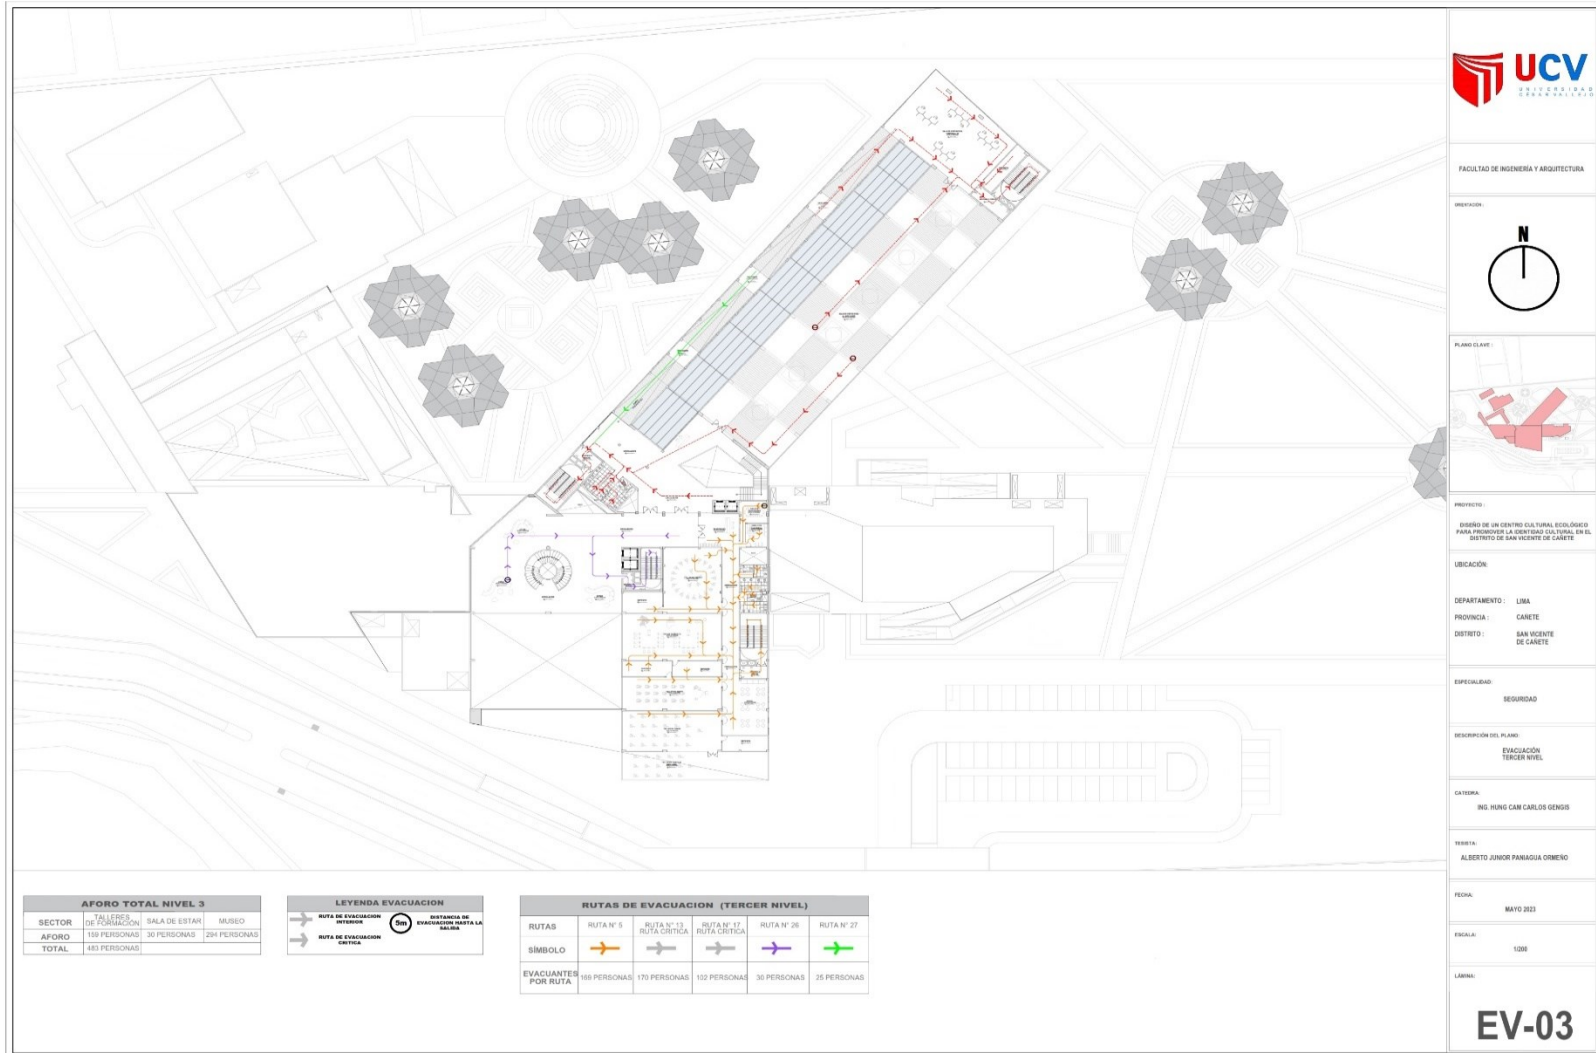 UCV
UNIVERSIDAD
CÉSAR VALLEJO
FACULTAD DE INGENIERÍA Y ARQUITECTURA
ORIENTACIÓN :
N
PLANO CLAVE :
PROYECTO :
DISEÑO DE UN CENTRO CULTURAL ECOLÓGICO
PARA PROMOVER LA IDENTIDAD CULTURAL EN EL
DISTRITO DE SAN VICENTE DE CAÑETE
UBICACIÓN:
DEPARTAMENTO : LIMA
PROVINCIA : CAÑETE
DISTRITO : SAN VICENTE
DE CAÑETE
ESPECIALIDAD:
SEGURIDAD
DESCRIPCIÓN DEL PLANO:
EVACUACIÓN
TERCER NIVEL
CATEDRA:
ING. HUNG CAM CARLOS GENGIS
TESISTA:
ALBERTO JUNIOR PANIAGUA ORMEÑO
FECHA:
MAYO 2023
ESCALA:
1/200
LÁMINA:
EV-03
AFORO TOTAL NIVEL 3
SECTOR TALLERES DE FORMACIÓN SALA DE ESTAR MUSEO
AFORO 159 PERSONAS 30 PERSONAS 294 PERSONAS
TOTAL 483 PERSONAS
LEYENDA EVACUACION
RUTA DE EVACUACION
INTERIOR
5m
DISTANCIA DE
EVACUACION HASTA LA
SALIDA
RUTA DE EVACUACION
CRITICA
RUTAS DE EVACUACION (TERCER NIVEL)
RUTAS RUTA N° 5 RUTA N° 13 RUTA CRITICA RUTA N° 17 RUTA CRITICA RUTA N° 26 RUTA N° 27
SÍMBOLO
EVACUANTES POR RUTA 169 PERSONAS 170 PERSONAS 102 PERSONAS 30 PERSONAS 25 PERSONAS